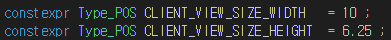 constexpr Type_POS CLIENT_VIEW_SIZE_WIDTH = 10 ;
constexpr Type_POS CLIENT_VIEW_SIZE_HEIGHT = 6.25 ;